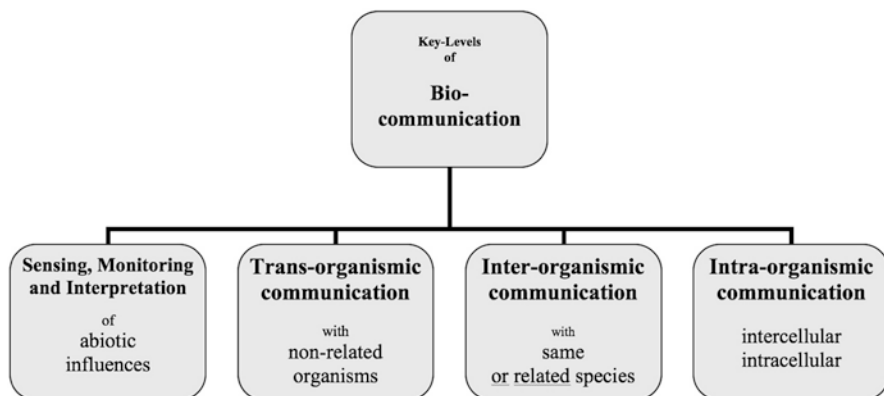 Key-Levels
of
Bio-
communication
Sensing, Monitoring
and Interpretation
of
abiotic
influences
Trans-organismic
communication
with
non-related
organisms
Inter-organismic
communication
with
same
or related species
Intra-organismic
communication
intercellular
intracellular